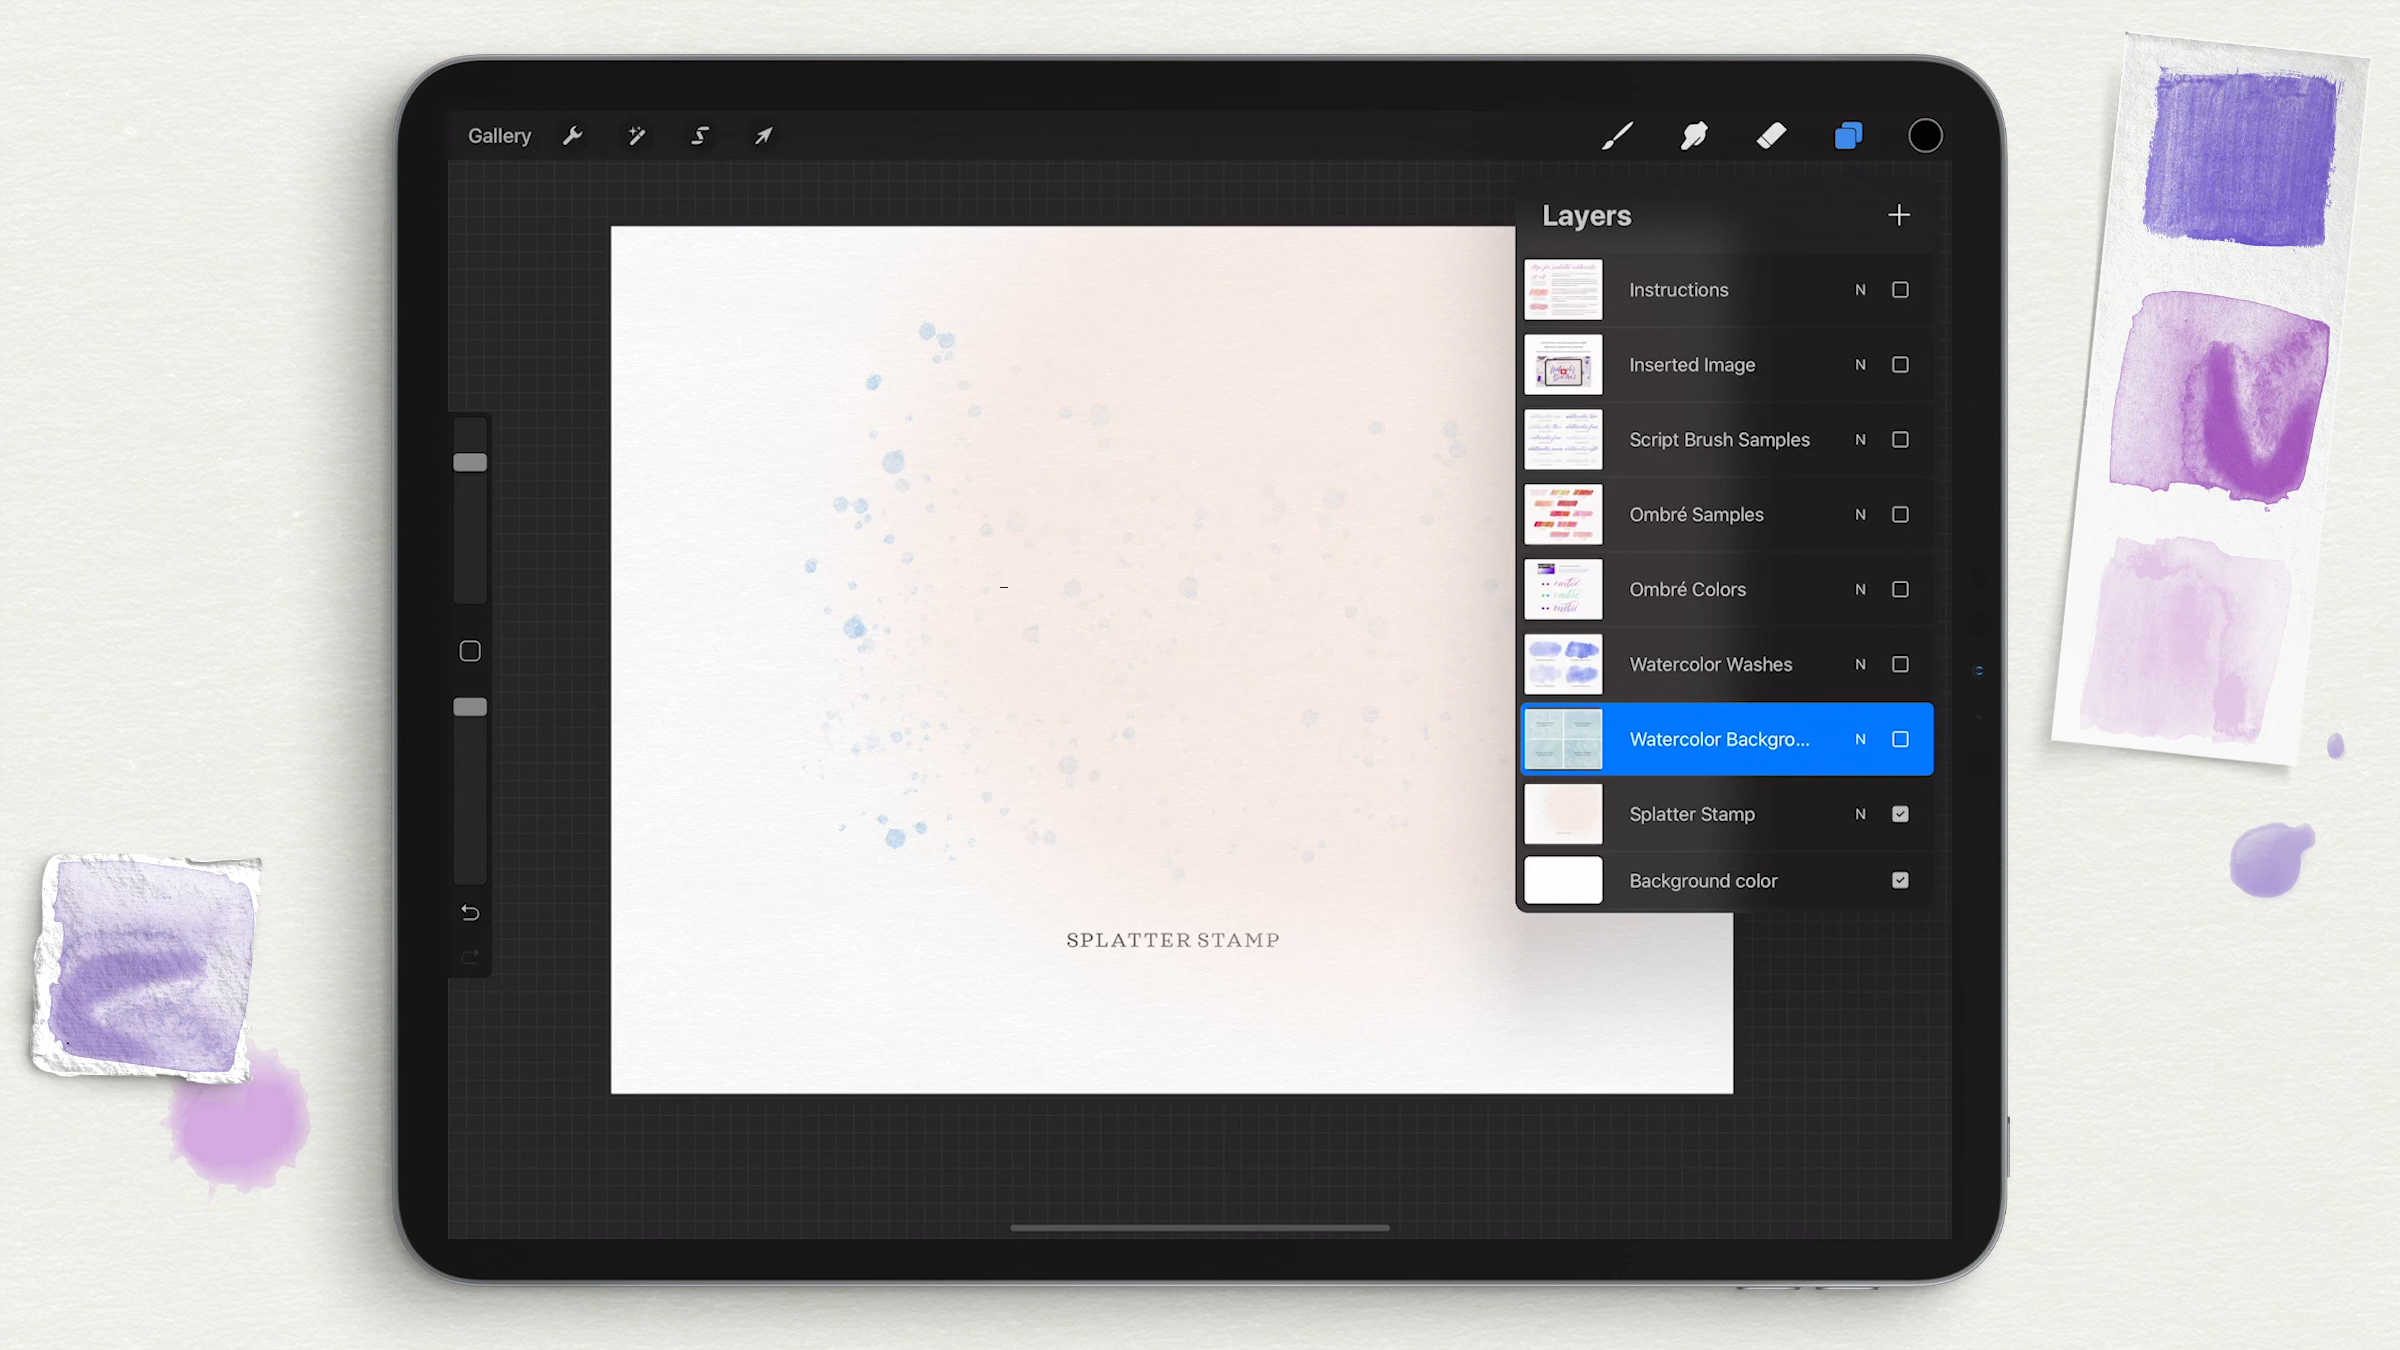 Gallery
Layers
Instructions N
Inserted Image N
Script Brush Samples N
Ombré Samples N
Ombré Colors N
Watercolor Washes N
Watercolor Backgro... N
Splatter Stamp N
Background color
SPLATTER STAMP